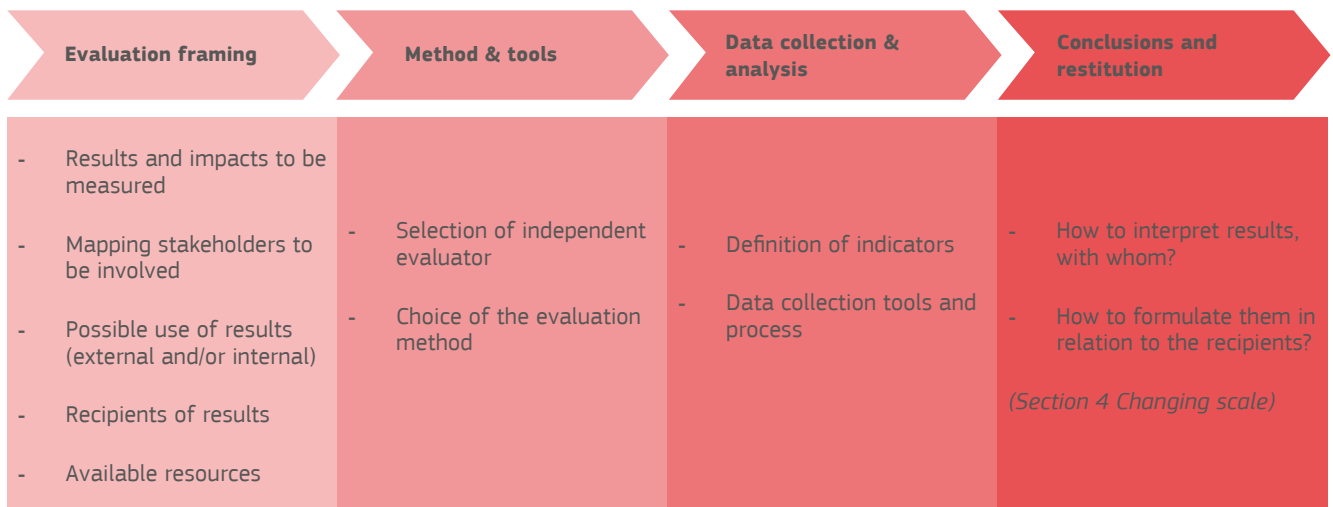 Evaluation framing
Method & tools
Data collection &
analysis
Conclusions and
restitution
- Results and impacts to be
measured
- Mapping stakeholders to
be involved
- Possible use of results
(external and/or internal)
- Recipients of results
- Available resources
- Selection of independent
evaluator
- Choice of the evaluation
method
- Definition of indicators
- Data collection tools and
process
- How to interpret results,
with whom?
- How to formulate them in
relation to the recipients?
(Section 4 Changing scale)